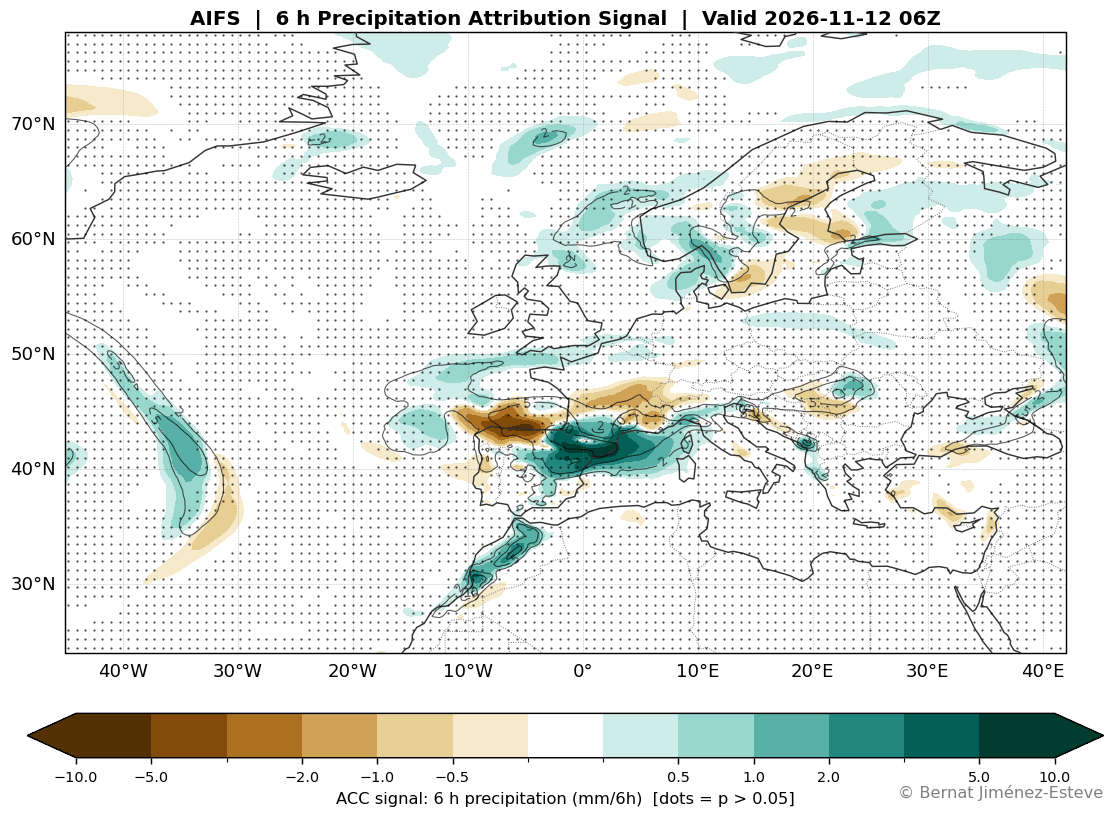 AIFS | 6 h Precipitation Attribution Signal | Valid 2026-11-12 06Z
70°N
60°N
50°N
40°N
30°N
40°W
30°W
20°W
10°W
0°
10°E
20°E
30°E
40°E
−10.0
−5.0
−2.0
−1.0
−0.5
0.5
1.0
2.0
5.0
10.0
ACC signal: 6 h precipitation (mm/6h) [dots = p > 0.05]
© Bernat Jiménez-Esteve